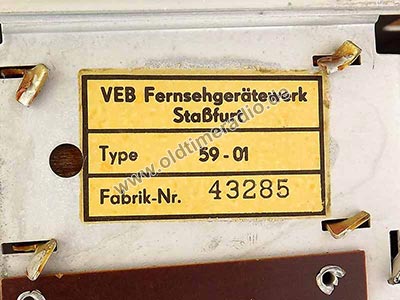 VEB Fernsehgerätewerk
Staßfurt
Type 59-01
Fabrik-Nr. 43285
www.oldtimeradio.de